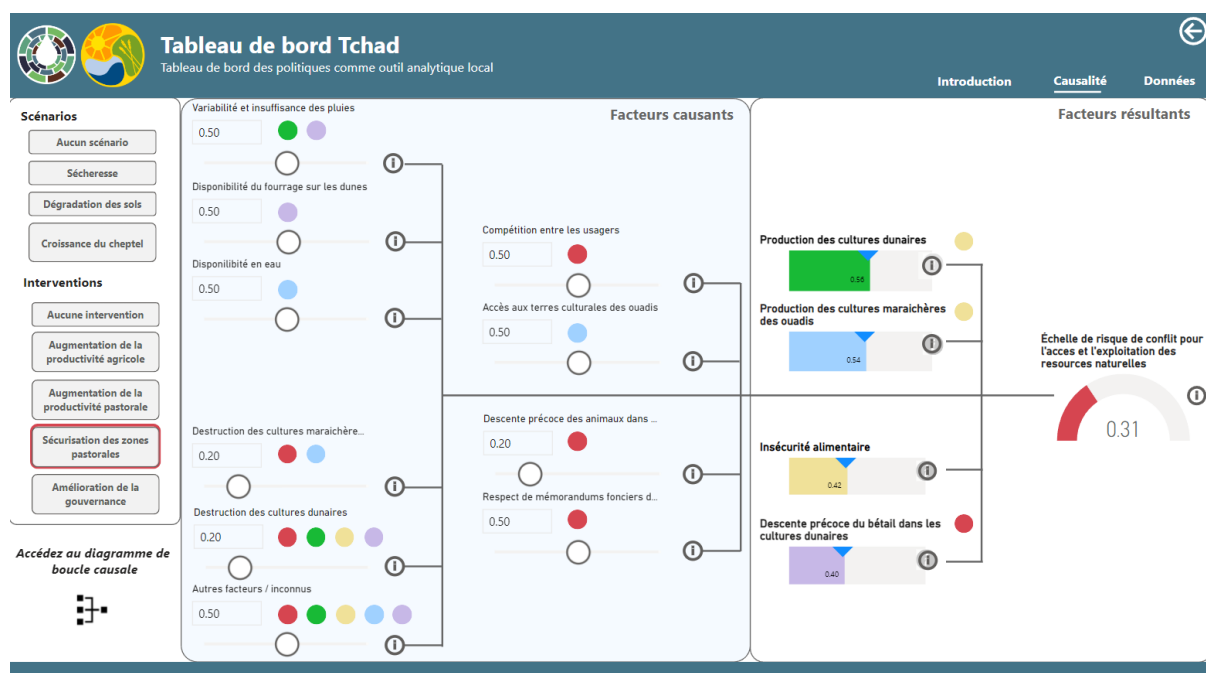 Tableau de bord Tchad
Tableau de bord des politiques comme outil analytique local
Introduction
Causalité
Données
Scénarios
Aucun scénario
Sécheresse
Dégradation des sols
Croissance du cheptel
Interventions
Aucune intervention
Augmentation de la
productivité agricole
Augmentation de la
productivité pastorale
Sécurisation des zones
pastorales
Amélioration de la
gouvernance
Accédez au diagramme de
boucle causale
Facteurs causants
Variabilité et insuffisance des pluies
0.50
Disponibilité du fourrage sur les dunes
0.50
Disponilibité en eau
0.50
Destruction des cultures maraichère...
0.20
Destruction des cultures dunaires
0.20
Autres facteurs / inconnus
0.50
Compétition entre les usagers
0.50
Accès aux terres culturales des ouadis
0.50
Descente précoce des animaux dans ...
0.20
Respect de mémorandums fonciers d...
0.50
Facteurs résultants
Production des cultures dunaires
0.56
Production des cultures maraichères
des ouadis
0.54
Insécurité alimentaire
0.42
Descente précoce du bétail dans les
cultures dunaires
0.40
Échelle de risque de conflit pour
l'acces et l'exploitation des
resources naturelles
0.31